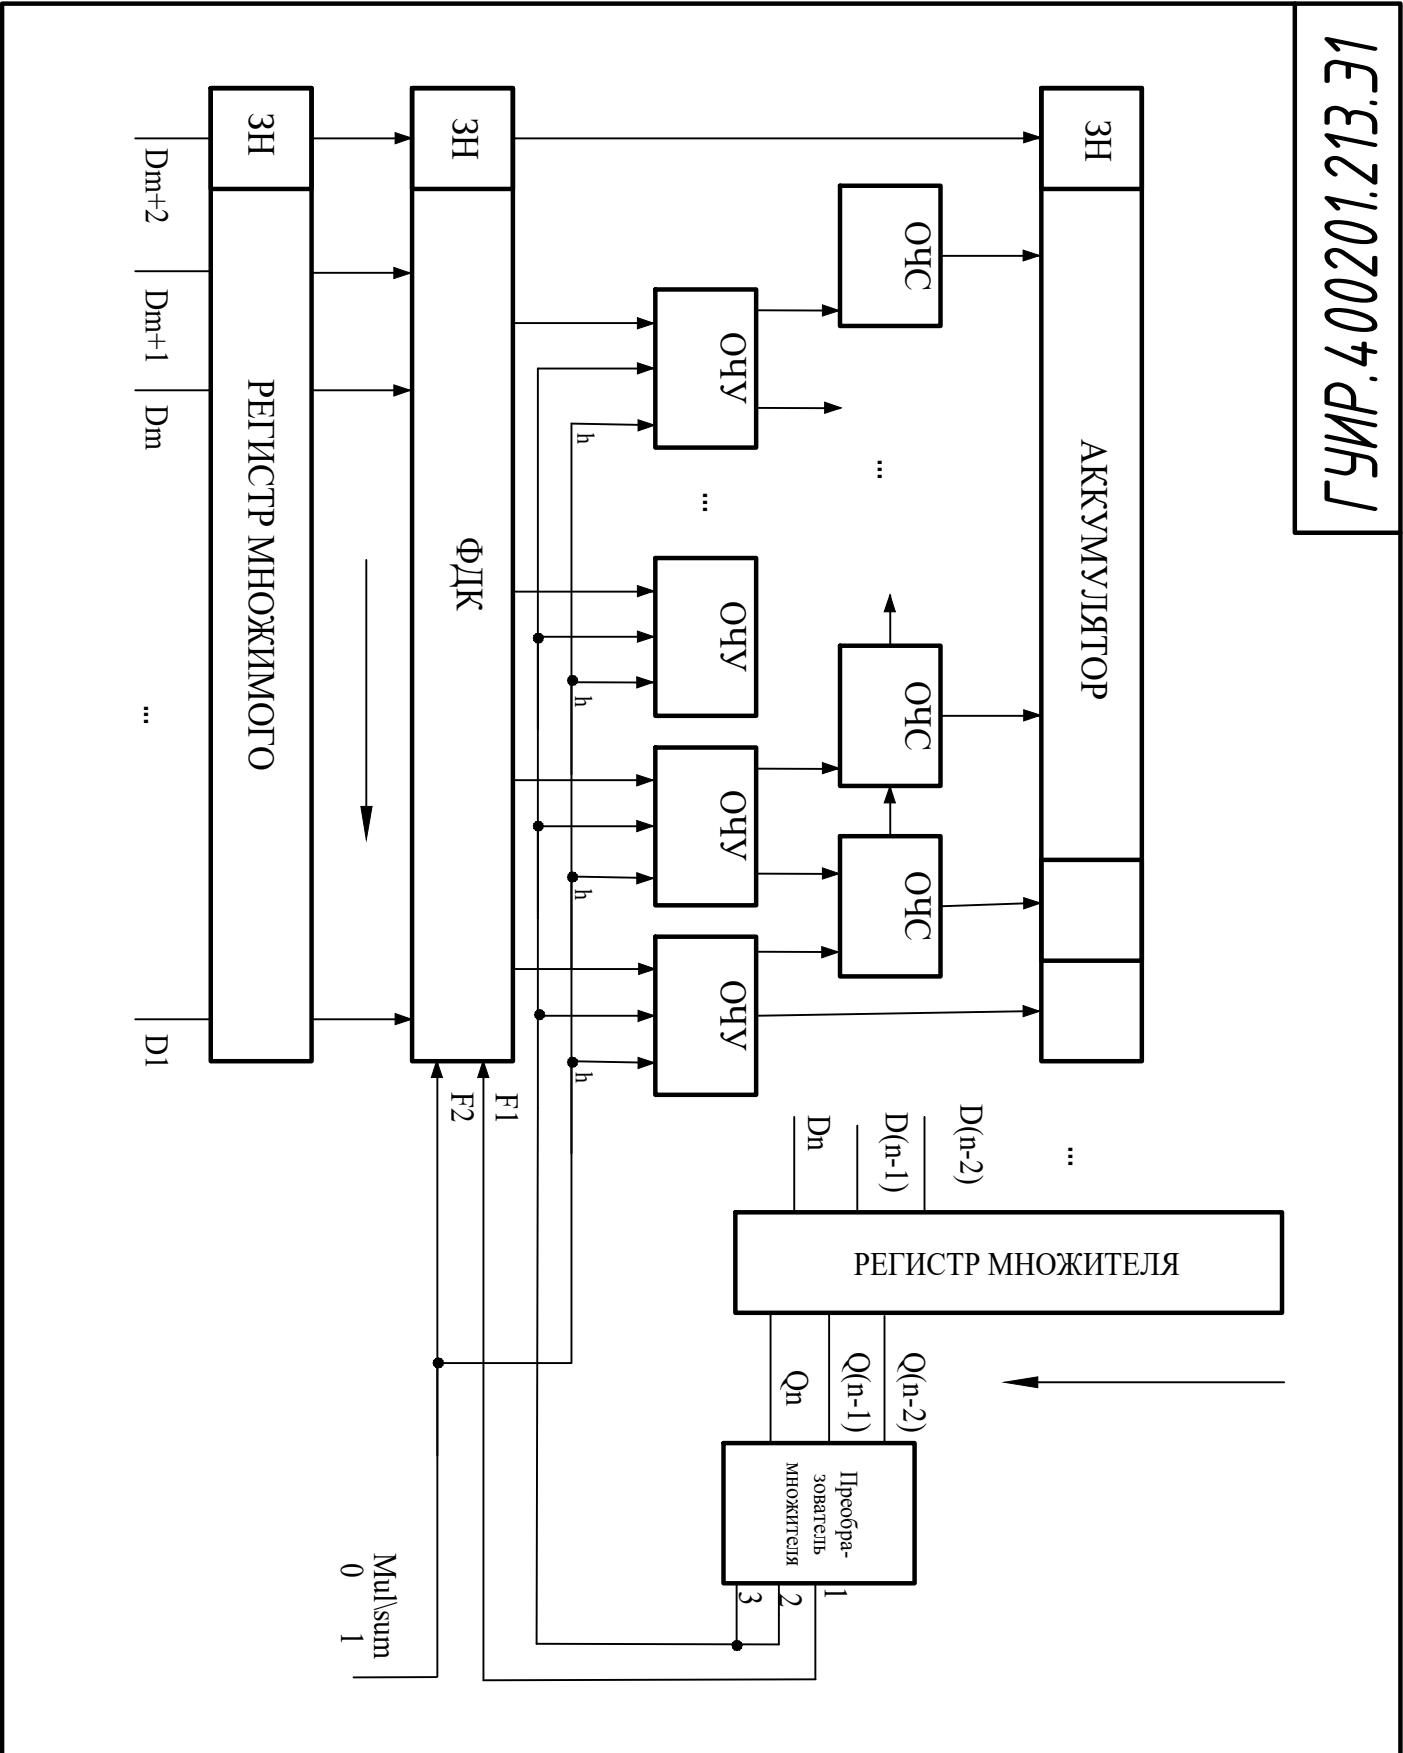 ГУИР.400201.213.Э1
ЗН
АККУМУЛЯТОР
ОЧС
ОЧС
ОЧС
...
ОЧУ
ОЧУ
ОЧУ
ОЧУ
...
h
h
h
h
ЗН
ФДК
F1
F2
ЗН
РЕГИСТР МНОЖИМОГО
Dm+2
Dm+1
Dm
...
D1
...
D(n-2)
D(n-1)
Dn
РЕГИСТР МНОЖИТЕЛЯ
Q(n-2)
Q(n-1)
Qn
Преобра-
зователь
множителя
1
2
3
Mul\sum
0 1